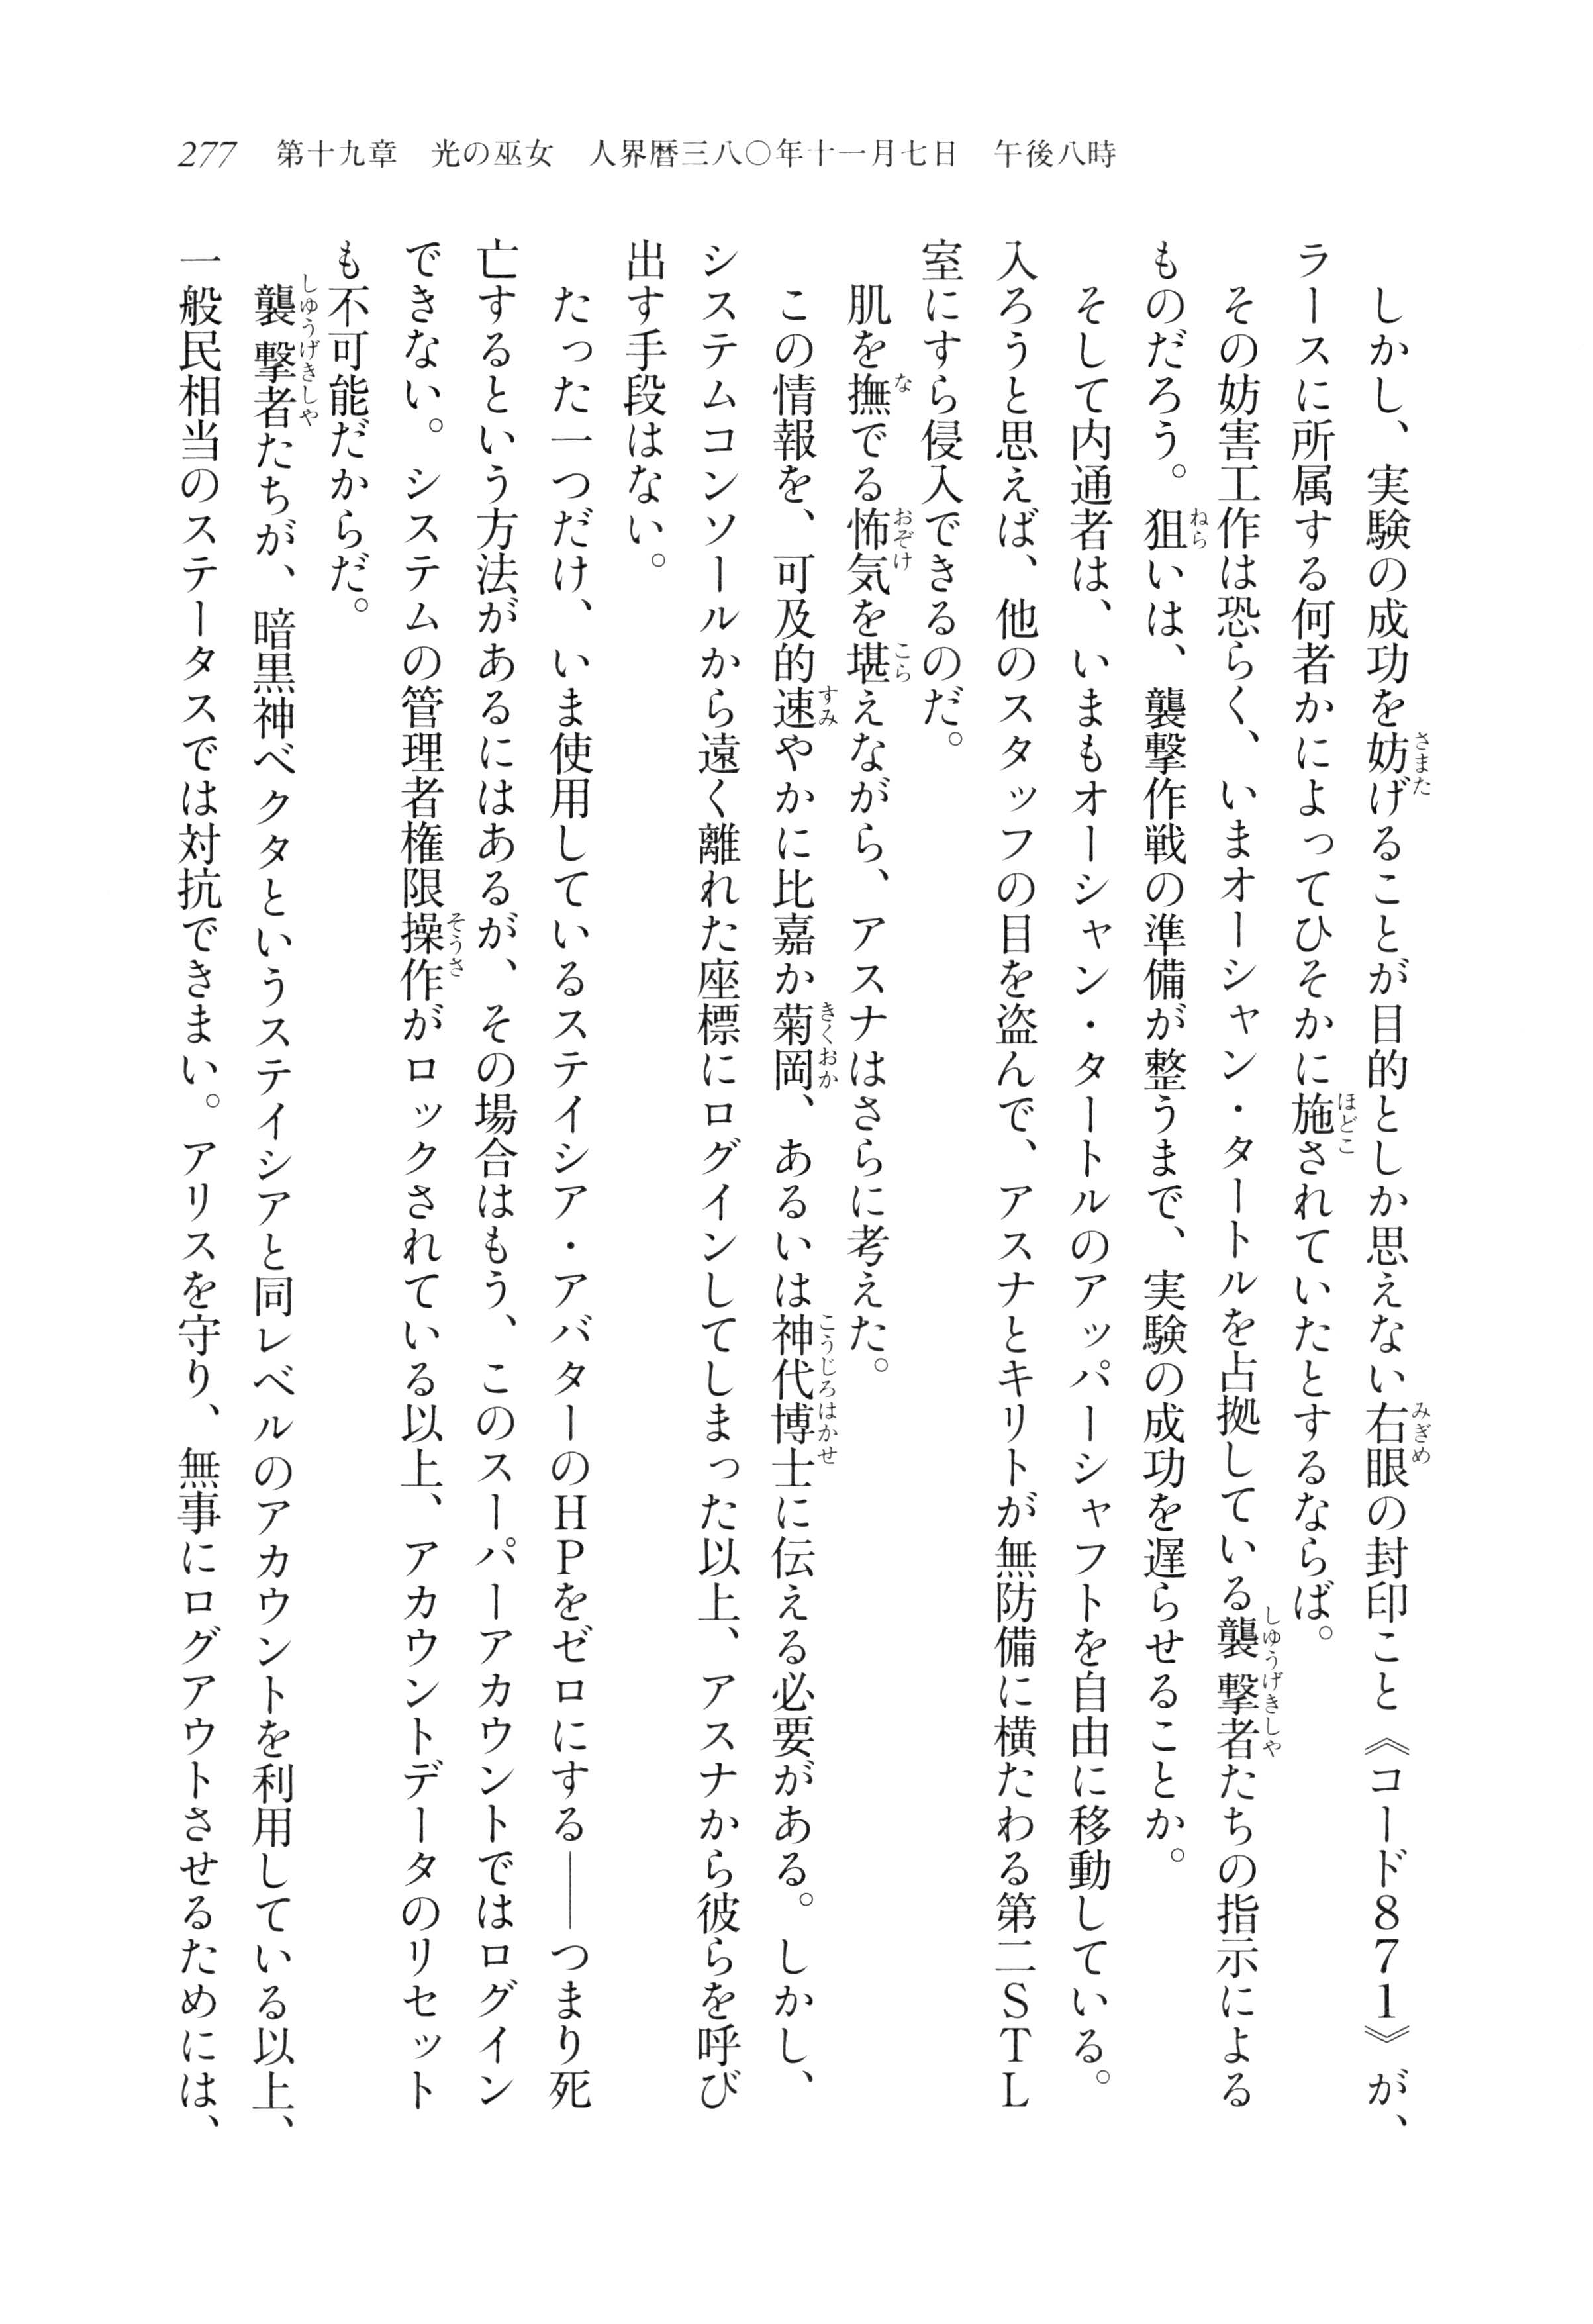 277　第十九章　光の巫女　人界暦三八〇年十一月七日　午後八時
　しかし、実験の成功を妨げることが目的としか思えない右眼の封印こと《コード８７１》が、
ラースに所属する何者かによってひそかに施されていたとするならば。
　その妨害工作は恐らく、いまオーシャン・タートルを占拠している襲撃者たちの指示による
ものだろう。狙いは、襲撃作戦の準備が整うまで、実験の成功を遅らせることか。
　そして内通者は、いまもオーシャン・タートルのアッパーシャフトを自由に移動している。
入ろうと思えば、他のスタッフの目を盗んで、アスナとキリトが無防備に横たわる第二ＳＴＬ
室にすら侵入できるのだ。
　肌を撫でる怖気を堪えながら、アスナはさらに考えた。
　この情報を、可及的速やかに比嘉か菊岡、あるいは神代博士に伝える必要がある。しかし、
システムコンソールから遠く離れた座標にログインしてしまった以上、アスナから彼らを呼び
出す手段はない。
　たった一つだけ、いま使用しているステイシア・アバターのＨＰをゼロにする――つまり死
亡するという方法があるにはあるが、その場合はもう、このスーパーアカウントではログイン
できない。システムの管理者権限操作がロックされている以上、アカウントデータのリセット
も不可能だからだ。
　襲撃者たちが、暗黒神ベクタというステイシアと同レベルのアカウントを利用している以上、
一般民相当のステータスでは対抗できまい。アリスを守り、無事にログアウトさせるためには、